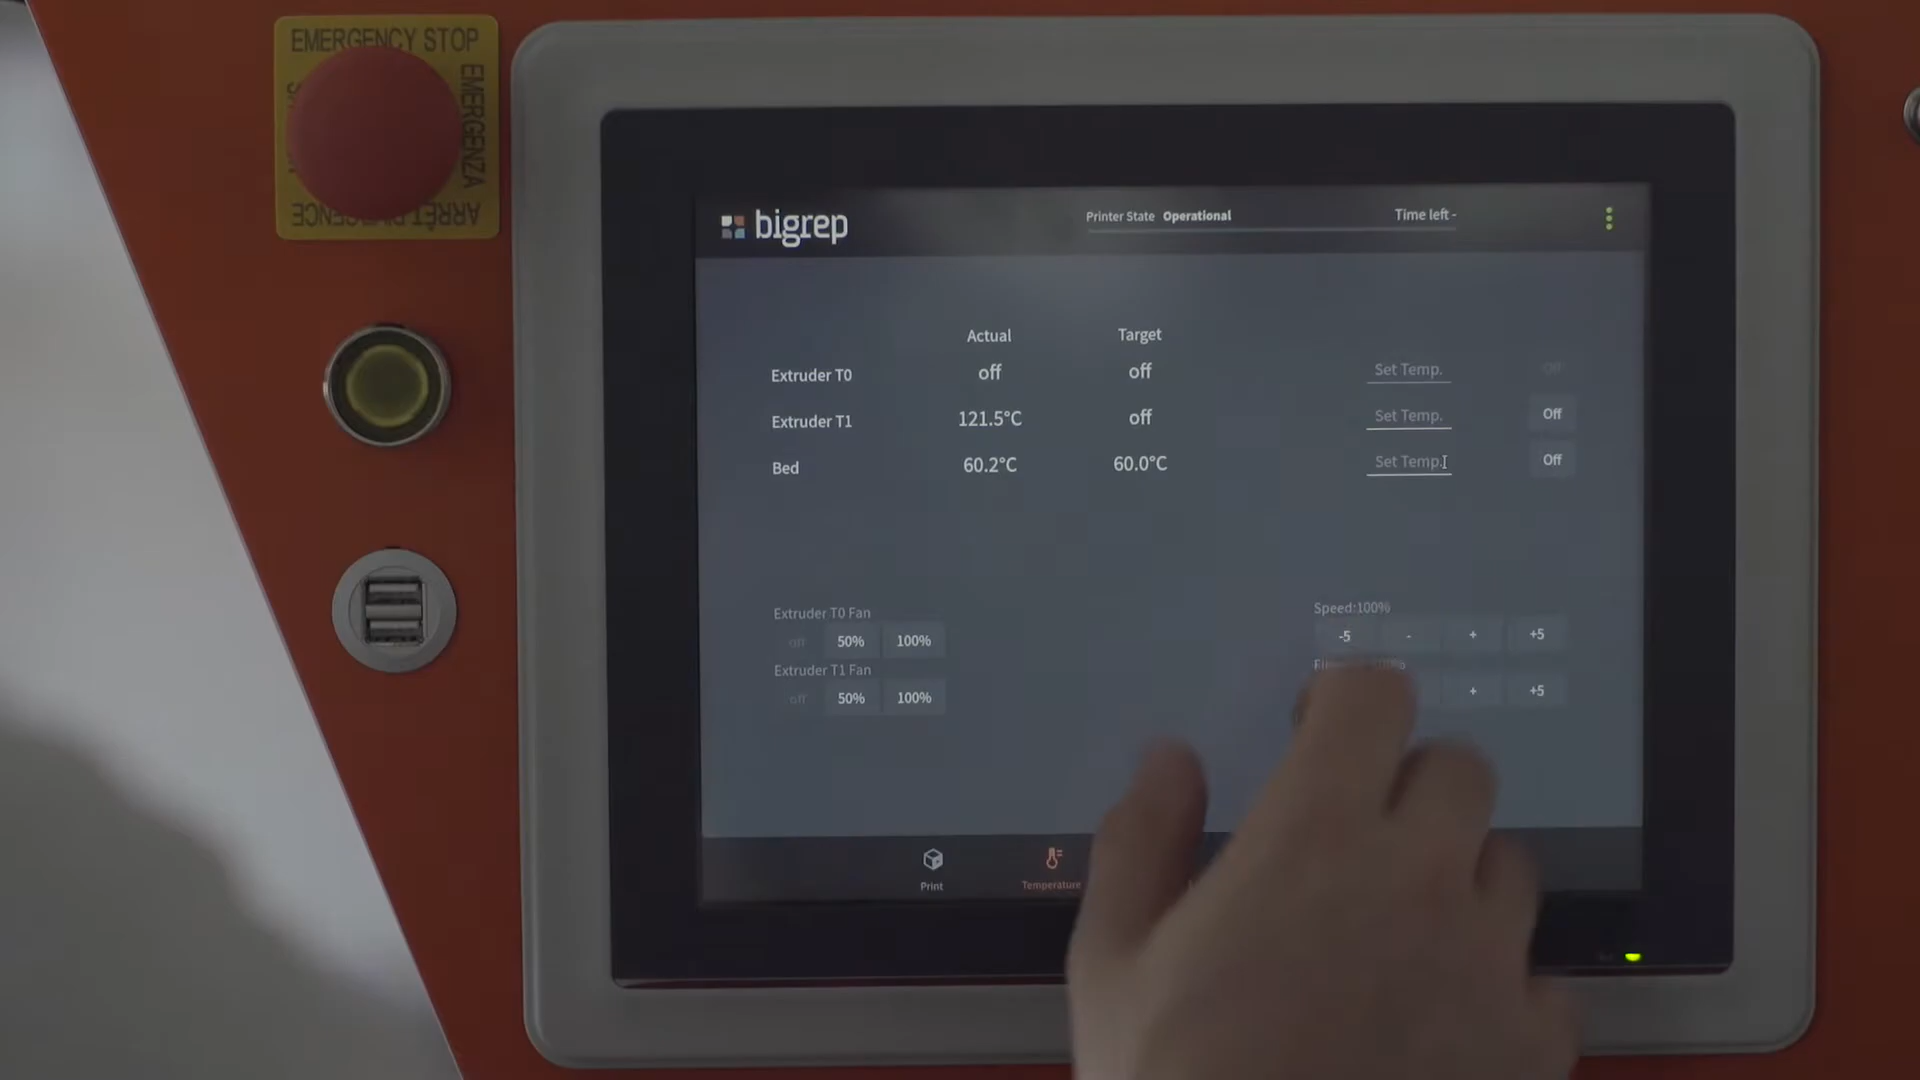 EMERGENCY STOP
EMERGENZA
bigrep
Printer State Operational
Time left -
Actual
Target
Extruder T0
off
off
Set Temp.
Off
Extruder T1
121.5°C
off
Set Temp.
Off
Bed
60.2°C
60.0°C
Set Temp.
Off
Extruder T0 Fan
off
50%
100%
Extruder T1 Fan
off
50%
100%
Speed:100%
-5
-
+
+5
+
+5
Print
Temperature